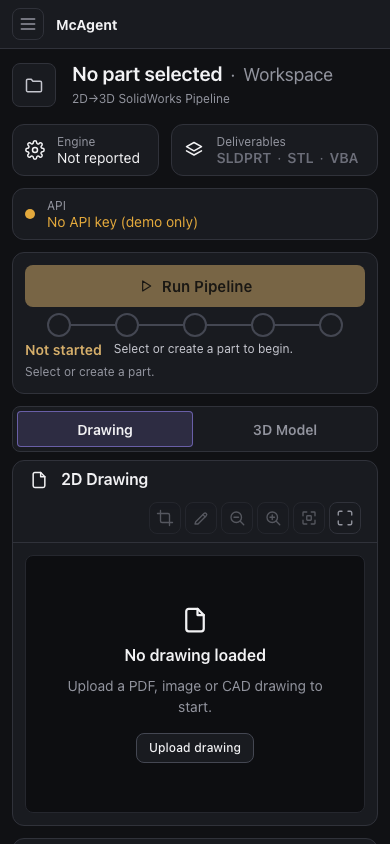 McAgent
No part selected · Workspace
2D→3D SolidWorks Pipeline
Engine
Not reported
Deliverables
SLDPRT · STL · VBA
API
No API key (demo only)
Run Pipeline
Not started Select or create a part to begin.
Select or create a part.
Drawing
3D Model
2D Drawing
No drawing loaded
Upload a PDF, image or CAD drawing to
start.
Upload drawing